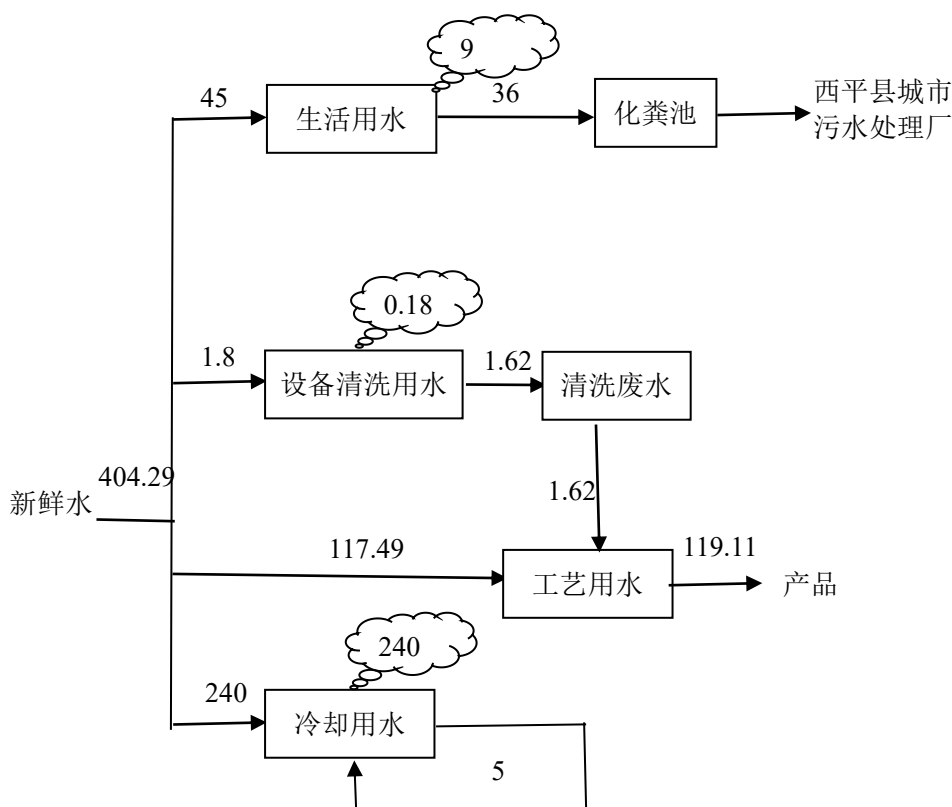 9
45
生活用水
36
化粪池
西平县城市
污水处理厂
0.18
1.8
设备清洗用水
1.62
清洗废水
404.29
新鲜水
1.62
117.49
工艺用水
119.11
产品
240
240
冷却用水
5